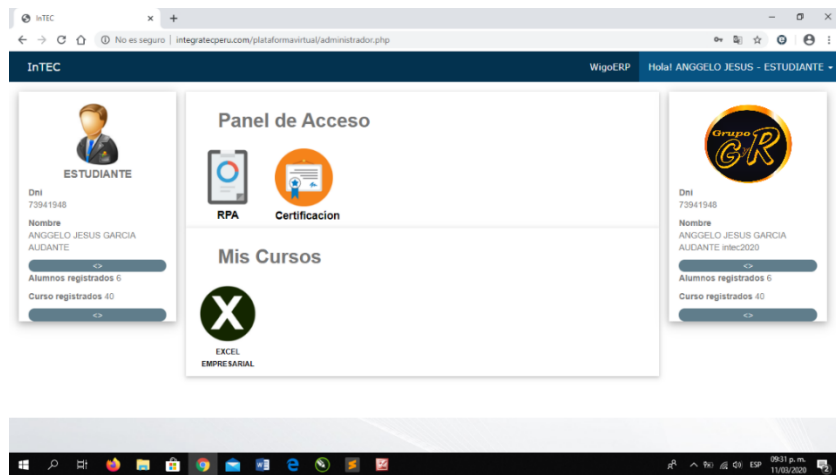 InTEC
No es seguro | integratecperu.com/plataformavirtual/administrador.php
InTEC
WigoERP
Hola! ANGGELO JESUS - ESTUDIANTE
ESTUDIANTE
Dni
73941948
Nombre
ANGGELO JESUS GARCIA
AUDANTE
<>
Alumnos registrados 6
Curso registrados 40
<>
Panel de Acceso
RPA
Certificacion
Mis Cursos
X
EXCEL
EMPRESARIAL
Grupo
GyR
Dni
73941948
Nombre
ANGGELO JESUS GARCIA
AUDANTE intec2020
<>
Alumnos registrados 6
Curso registrados 40
<>
ESP
09:31 p. m.
11/03/2020